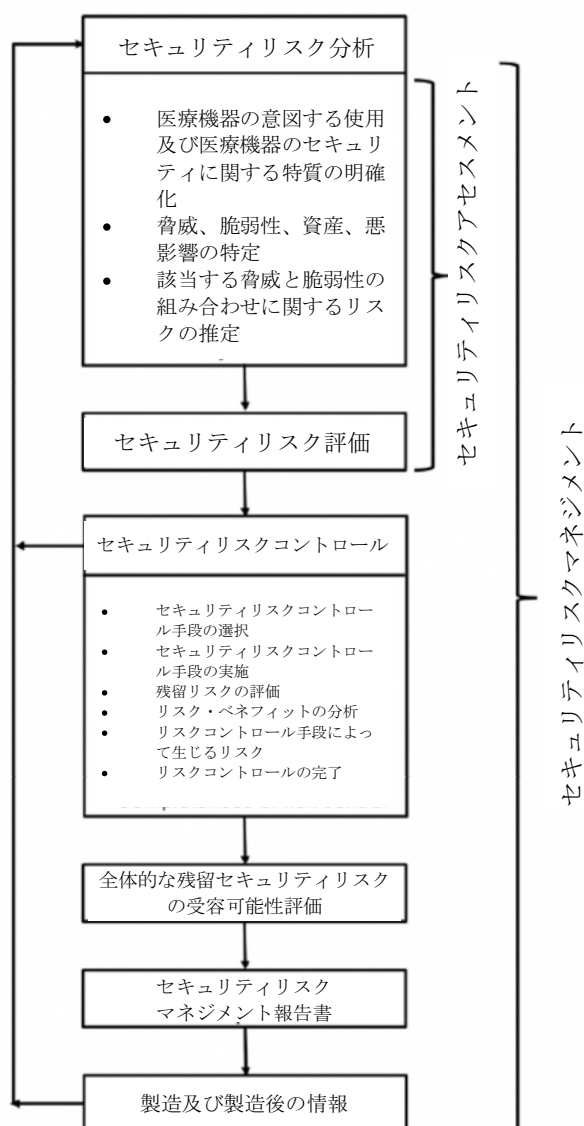 セキュリティリスク分析
• 医療機器の意図する使用
及び医療機器のセキュリ
ティに関する特質の明確
化
• 脅威、脆弱性、資産、悪
影響の特定
• 該当する脅威と脆弱性の
組み合わせに関するリス
クの推定
セキュリティリスク評価
セキュリティリスクアセスメント
セキュリティリスクコントロール
• セキュリティリスクコントロー
ル手段の選択
• セキュリティリスクコントロー
ル手段の実施
• 残留リスクの評価
• リスク・ベネフィットの分析
• リスクコントロール手段によっ
て生じるリスク
• リスクコントロールの完了
全体的な残留セキュリティリスク
の受容可能性評価
セキュリティリスク
マネジメント報告書
製造及び製造後の情報
セキュリティリスクマネジメント